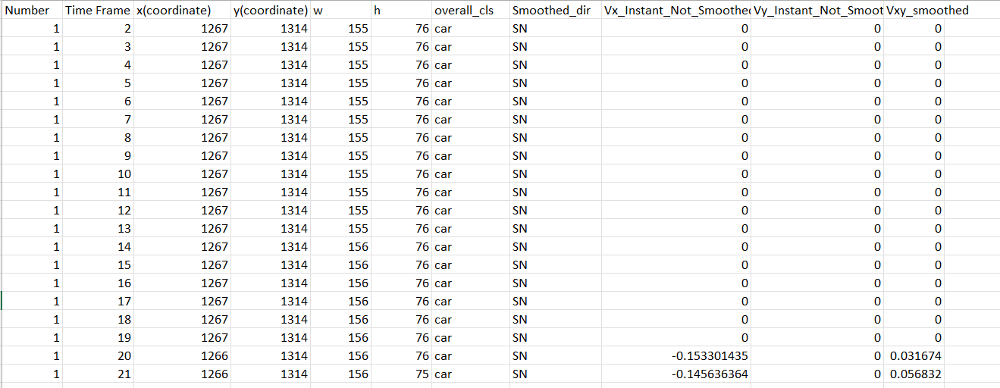 Number Time Frame x(coordinate) y(coordinate) w h overall_cls Smoothed_dir Vx_Instant_Not_Smoothed Vy_Instant_Not_Smoot Vxy_smoothed
1 2 1267 1314 155 76 car SN 0 0 0
1 3 1267 1314 155 76 car SN 0 0 0
1 4 1267 1314 155 76 car SN 0 0 0
1 5 1267 1314 155 76 car SN 0 0 0
1 6 1267 1314 155 76 car SN 0 0 0
1 7 1267 1314 155 76 car SN 0 0 0
1 8 1267 1314 155 76 car SN 0 0 0
1 9 1267 1314 155 76 car SN 0 0 0
1 10 1267 1314 155 76 car SN 0 0 0
1 11 1267 1314 155 76 car SN 0 0 0
1 12 1267 1314 155 76 car SN 0 0 0
1 13 1267 1314 155 76 car SN 0 0 0
1 14 1267 1314 156 76 car SN 0 0 0
1 15 1267 1314 156 76 car SN 0 0 0
1 16 1267 1314 156 76 car SN 0 0 0
1 17 1267 1314 156 76 car SN 0 0 0
1 18 1267 1314 156 76 car SN 0 0 0
1 19 1267 1314 156 76 car SN 0 0 0
1 20 1266 1314 156 76 car SN -0.153301435 0 0.031674
1 21 1266 1314 156 75 car SN -0.145636364 0 0.056832